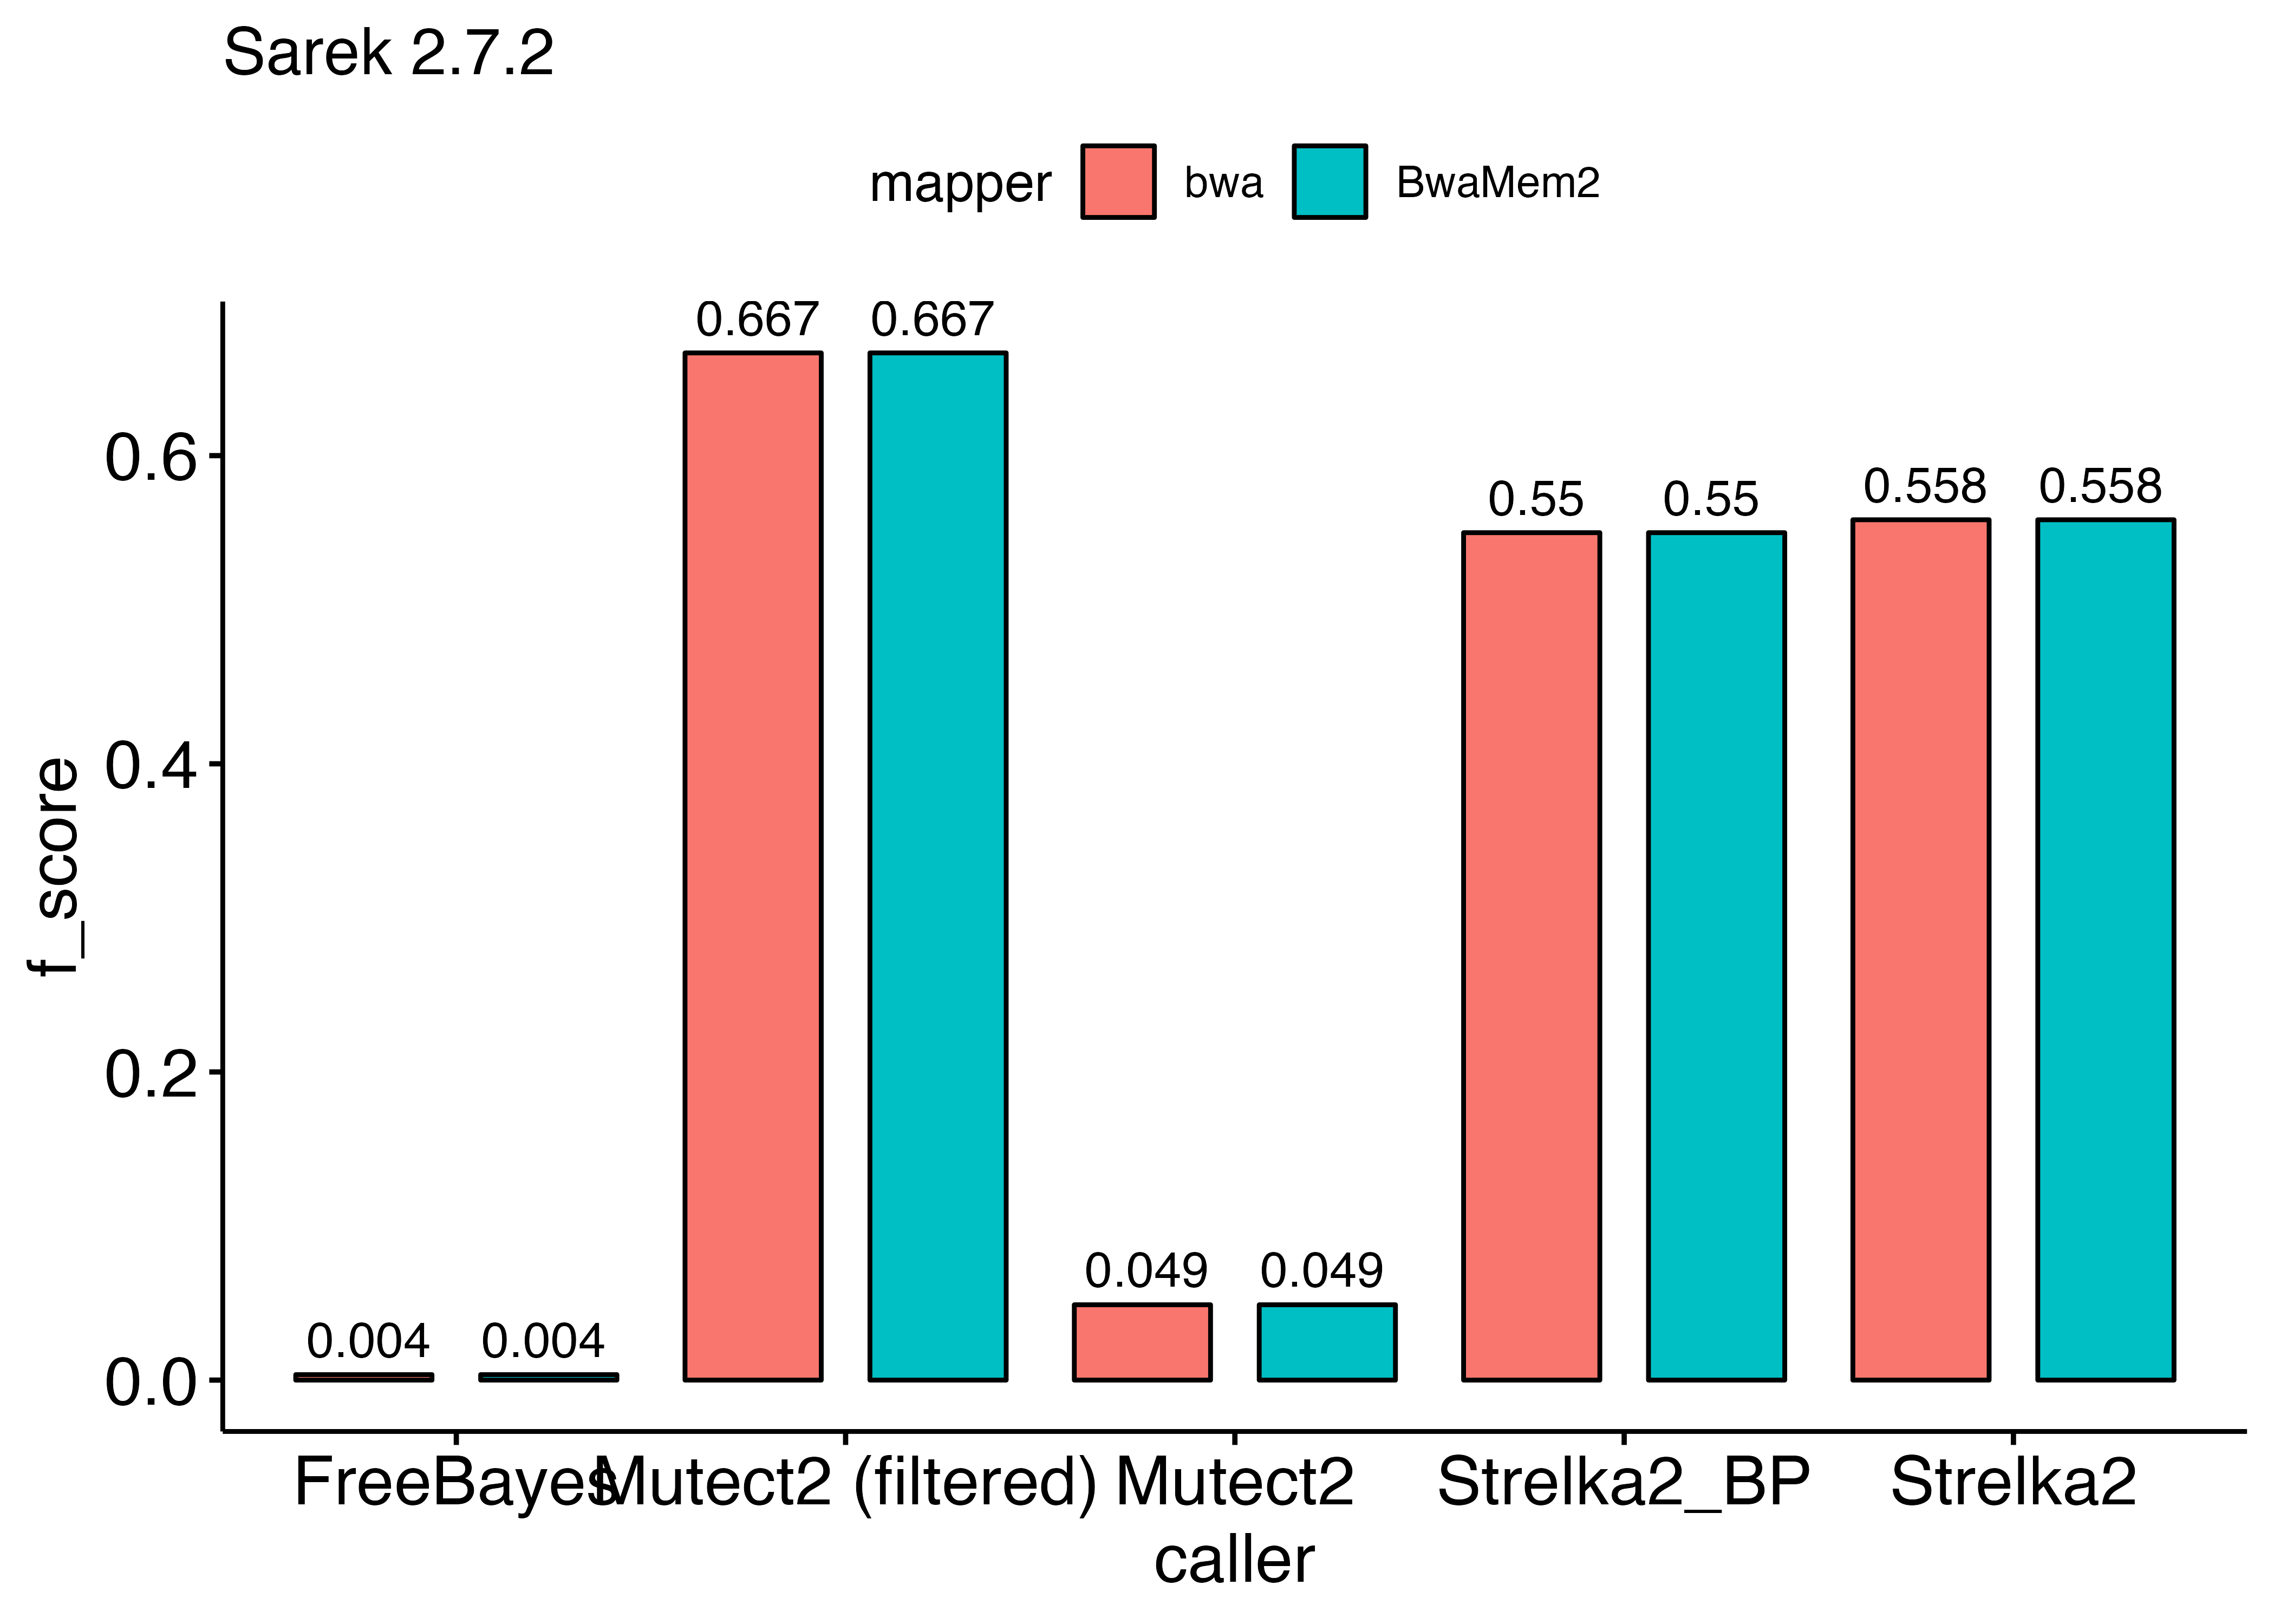 Sarek 2.7.2
mapper bwa BwaMem2
0.667 0.667
0.55 0.55 0.558 0.558
0.049 0.049
0.004 0.004
0.6
0.4
0.2
0.0
f_score
FreeBayes Mutect2 (filtered) Mutect2 Strelka2_BP Strelka2
caller